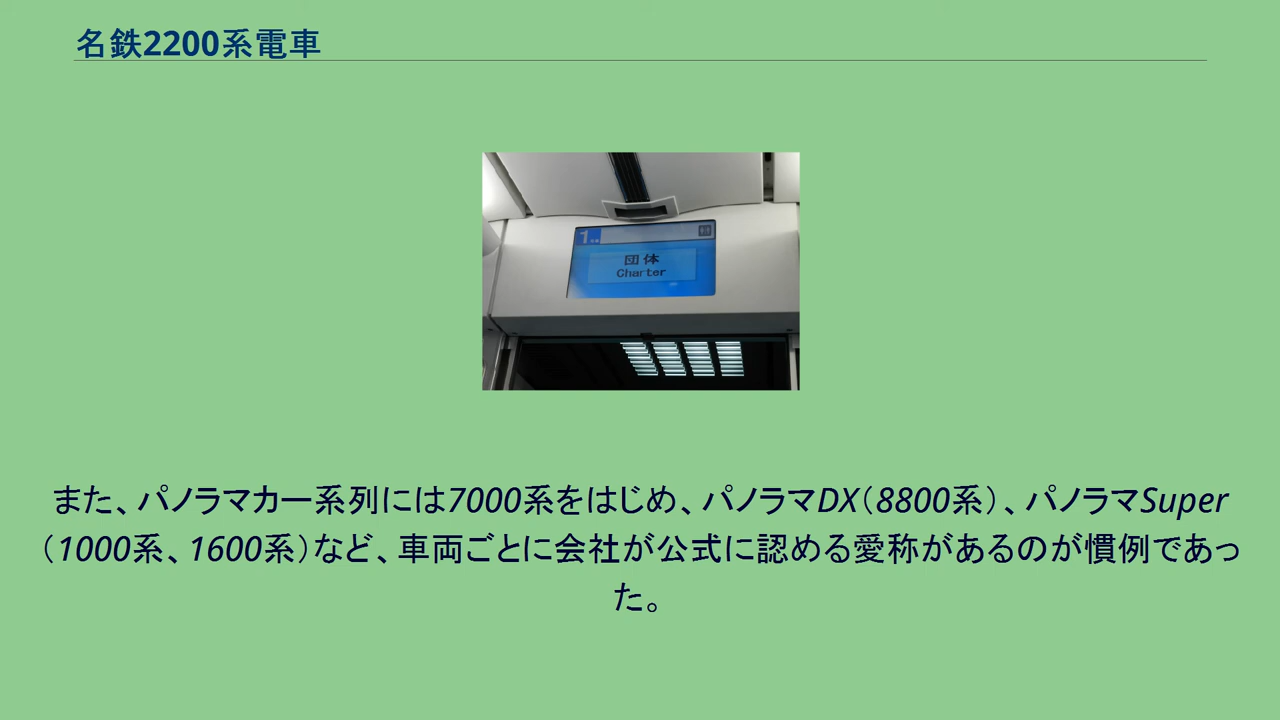 名鉄2200系電車
1
団体
Charter
また、パノラマカー系列には7000系をはじめ、パノラマDX(8800系)、パノラマSuper
(1000系、1600系)など、車両ごとに会社が公式に認める愛称があるのが慣例であっ
た。